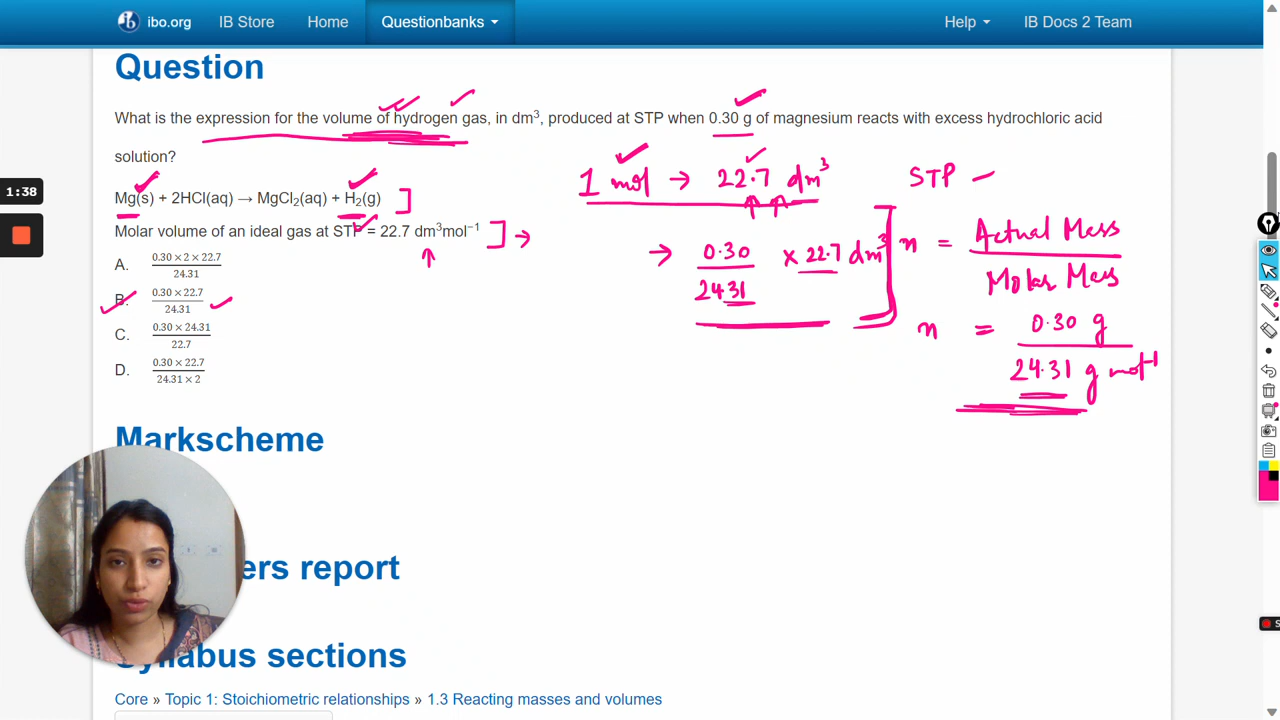 ibo.org IB Store Home Questionbanks Help IB Docs 2 Team
Question
What is the expression for the volume of hydrogen gas, in dm³, produced at STP when 0.30 g of magnesium reacts with excess hydrochloric acid
solution?
1 mol → 22.7 dm³
STP –
Mg(s) + 2HCl(aq) → MgCl₂(aq) + H₂(g)
Molar volume of an ideal gas at STP = 22.7 dm³mol⁻¹
→ 0.30 / 24.31 × 22.7 dm³
n = Actual Mass / Molar Mass
n = 0.30 g / 24.31 g mol⁻¹
A. 0.30 × 2 × 22.7 / 24.31
B. 0.30 × 22.7 / 24.31
C. 0.30 × 24.31 / 22.7
D. 0.30 × 22.7 / 24.31 × 2
1:38
Markscheme
ers report
Syllabus sections
Core » Topic 1: Stoichiometric relationships » 1.3 Reacting masses and volumes